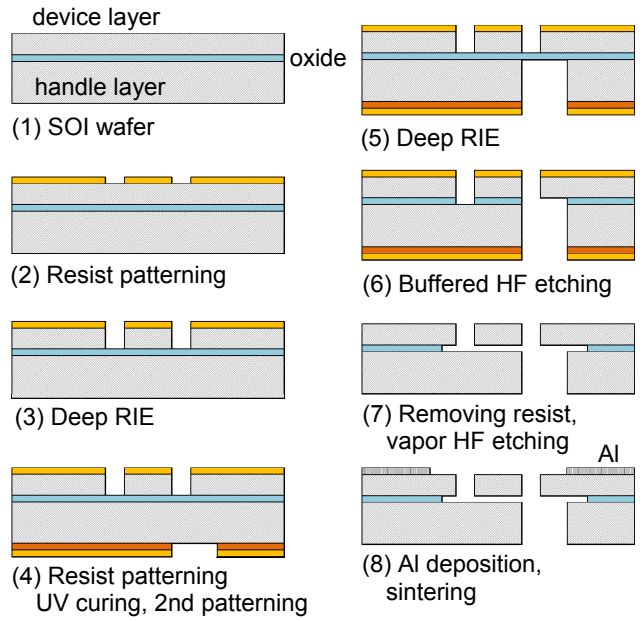 device layer
oxide
handle layer
(1) SOI wafer
(2) Resist patterning
(3) Deep RIE
(4) Resist patterning
UV curing, 2nd patterning
(5) Deep RIE
(6) Buffered HF etching
(7) Removing resist,
vapor HF etching
Al
(8) Al deposition,
sintering